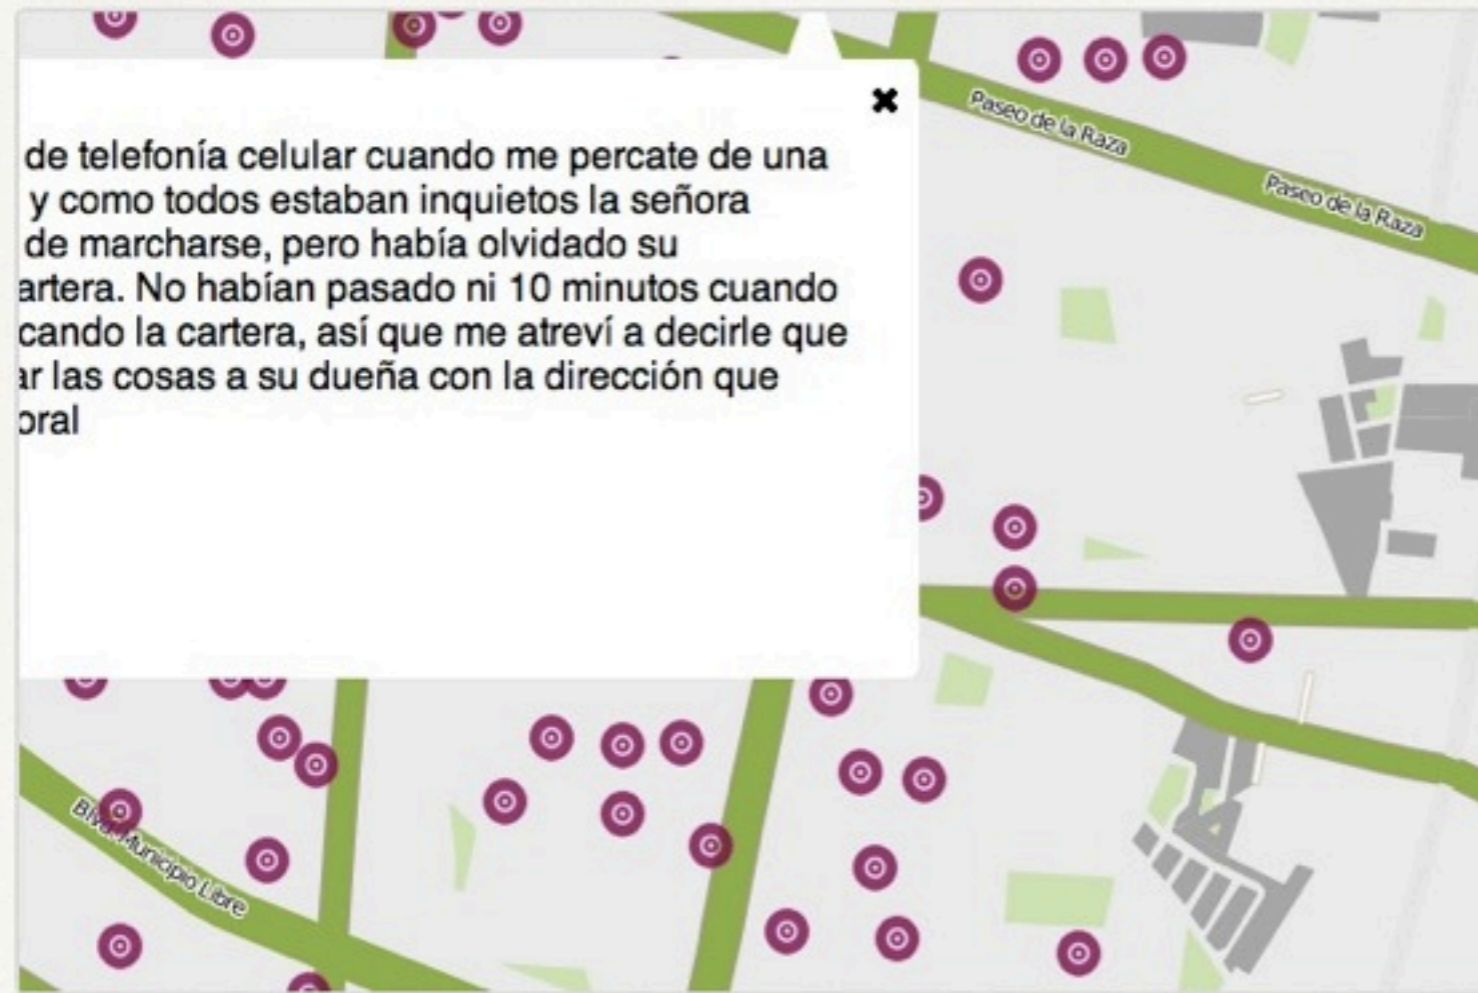 de telefonía celular cuando me percate de una
y como todos estaban inquietos la señora
de marcharse, pero había olvidado su
artera. No habían pasado ni 10 minutos cuando
cando la cartera, así que me atreví a decirle que
ar las cosas a su dueña con la dirección que
oral
Paseo de la Raza
Paseo de la Raza
Blvar Municipio Libre